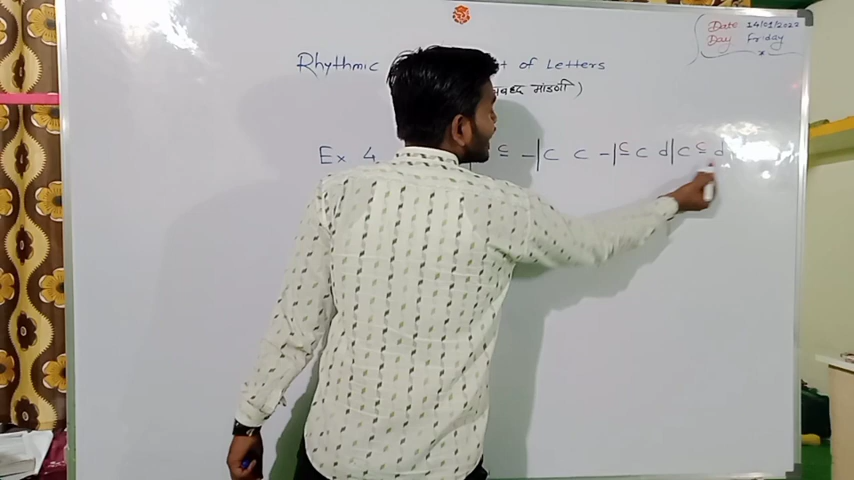 Date 14/01/2022
Day Friday
Rhythmic t of Letters
मांडणी )
Ex 4 c -|c c -|c c d|c c d